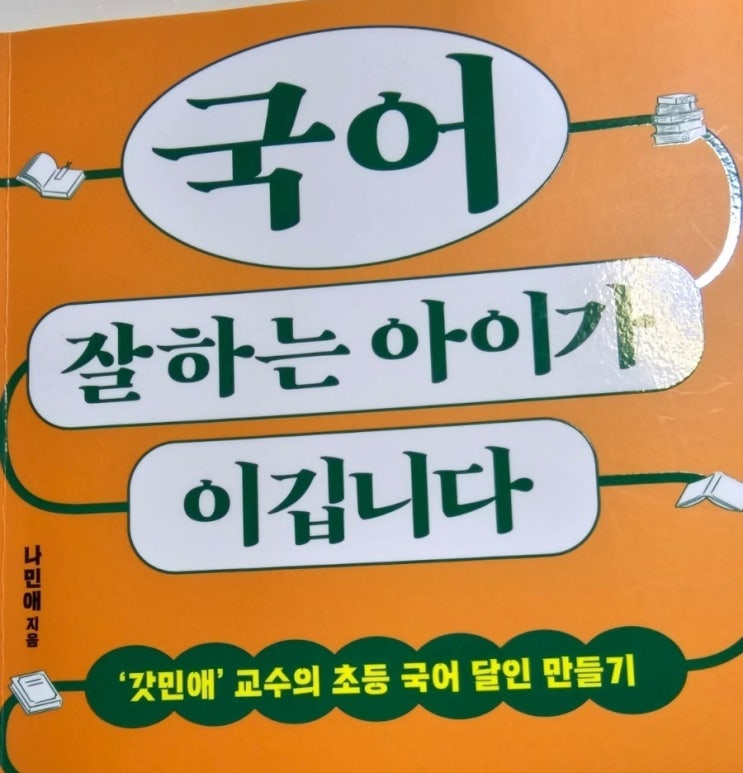 국어
잘하는 아이가
이깁니다
나민애 지음
‘갓민애’ 교수의 초등 국어 달인 만들기